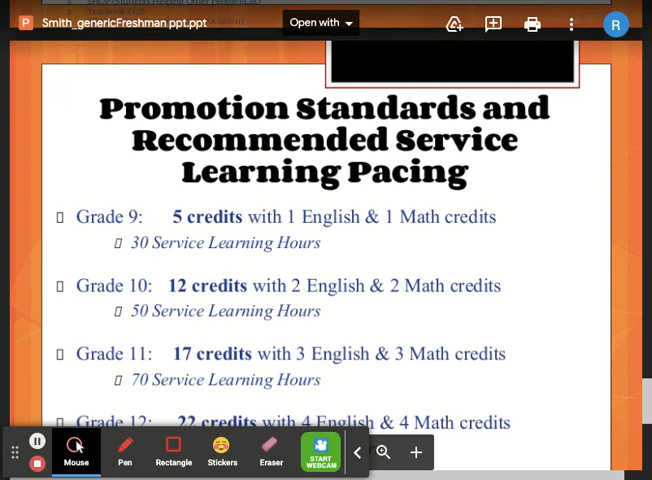 Smith_genericFreshman ppt.ppt
Open with
R
Promotion Standards and
Recommended Service
Learning Pacing
Grade 9: 5 credits with 1 English & 1 Math credits
30 Service Learning Hours
Grade 10: 12 credits with 2 English & 2 Math credits
50 Service Learning Hours
Grade 11: 17 credits with 3 English & 3 Math credits
70 Service Learning Hours
Grade 12: 22 credits with 4 English & 4 Math credits
Mouse
Pen
Rectangle
Stickers
Eraser
START
WEBCAM